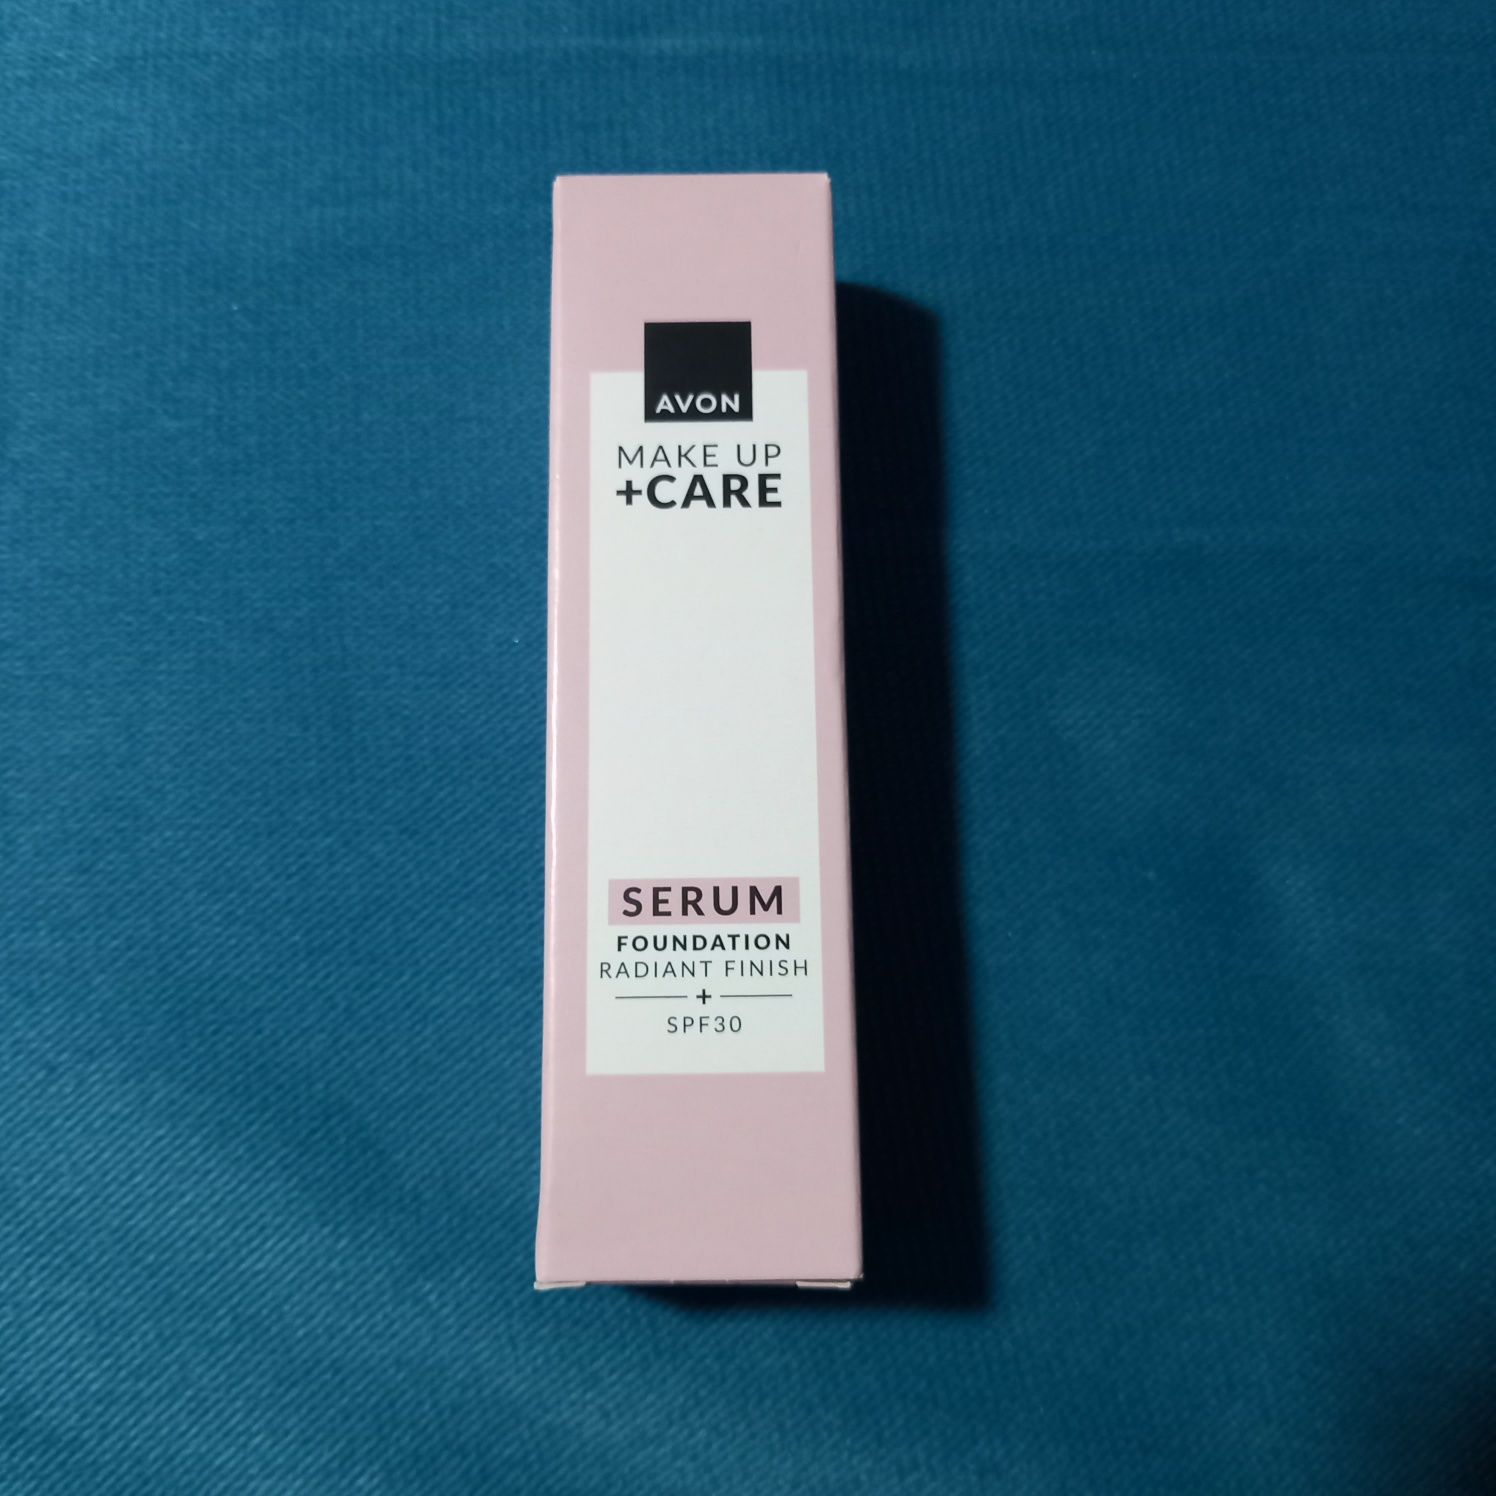 AVON
MAKE UP
+CARE
SERUM
FOUNDATION
RADIANT FINISH
+
SPF30